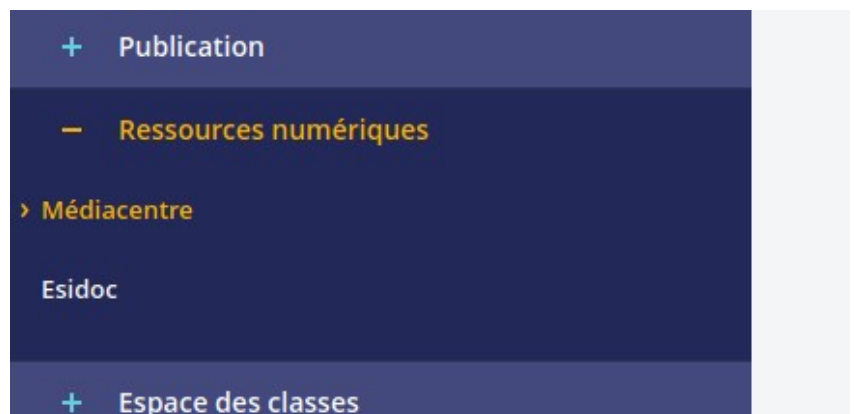 + Publication
− Ressources numériques
› Médiacentre
Esidoc
+ Espace des classes